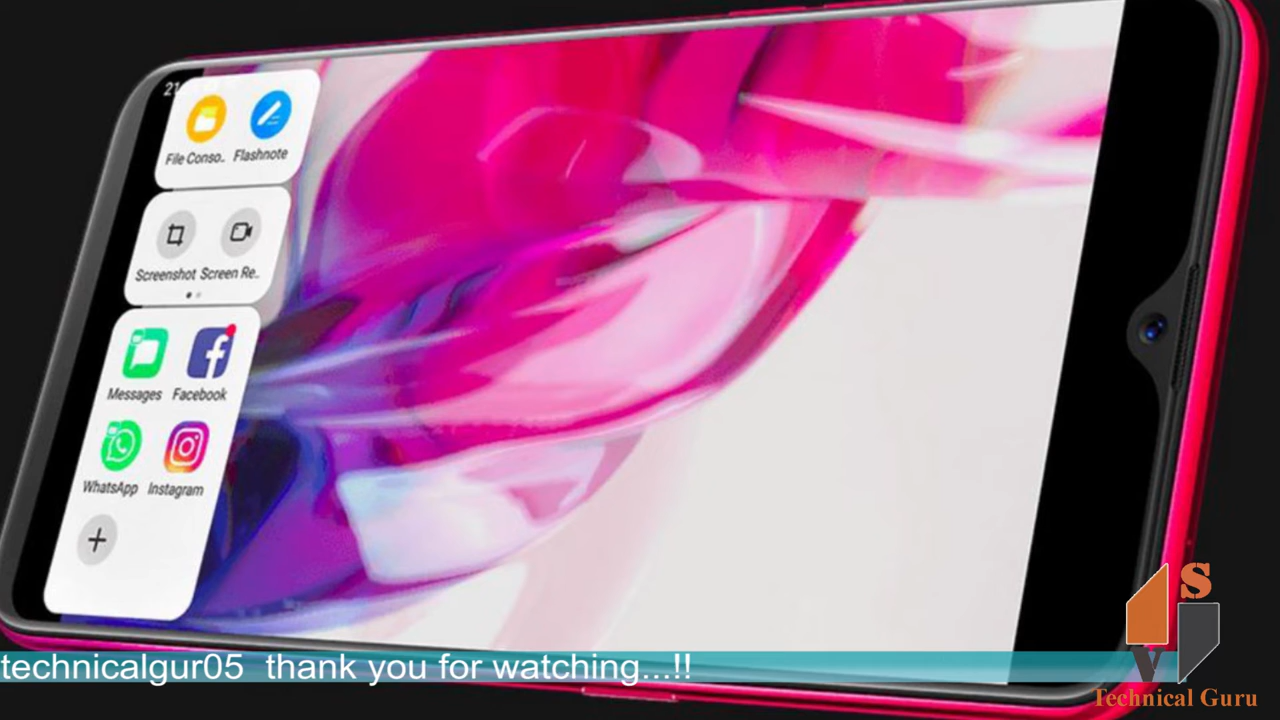 File Conso.. Flashnote
Screenshot Screen Re..
Messages Facebook
WhatsApp Instagram
technicalgur05 thank you for watching...!!
S
V
Technical Guru